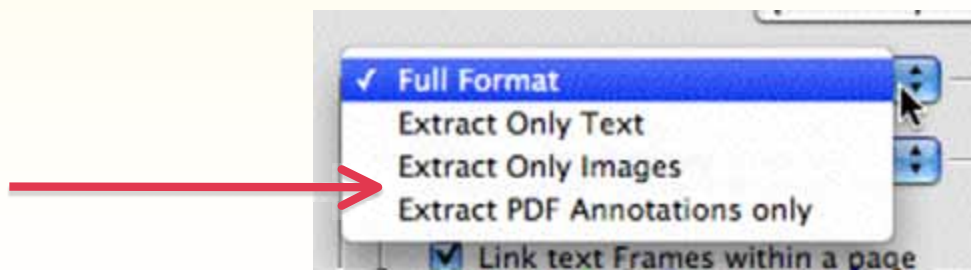 ✓ Full Format
Extract Only Text
Extract Only Images
Extract PDF Annotations only
Link text Frames within a page